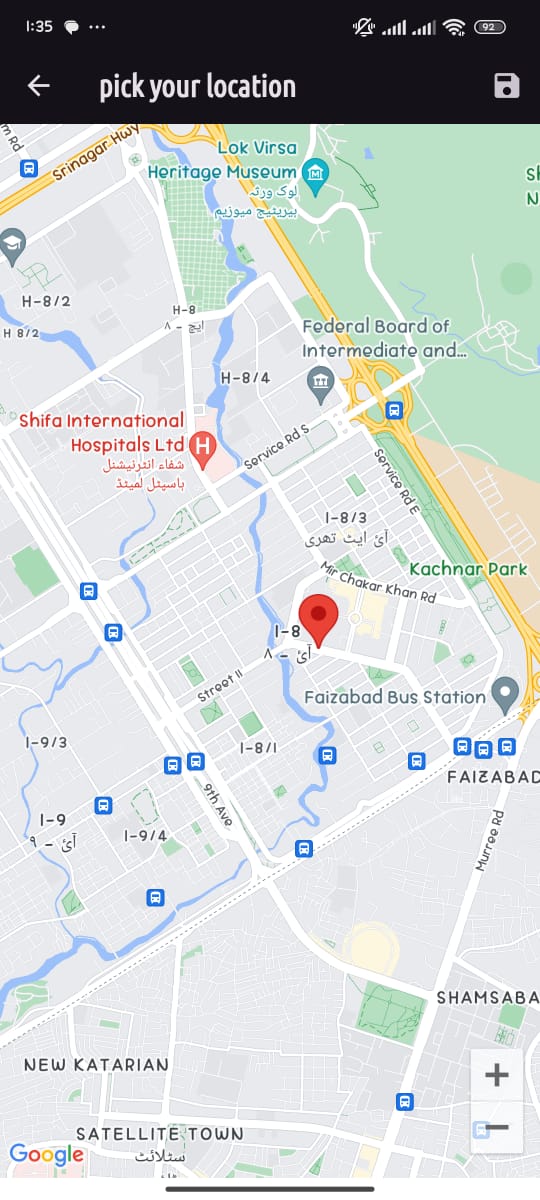 1:35
92
pick your location
Rd
Srinagar Hwy
Lok Virsa
Heritage Museum
لوک ورثہ
ہیریٹیج میوزیم
N
H-8/2
H 8/2
H-8
ایچ - ۸
Federal Board of
Intermediate and...
H-8/4
Shifa International
Hospitals Ltd
شفاء انٹرنیشنل
ہاسپٹل لمیٹڈ
H
Service Rd S
Service Rd E
I-8/3
آئ ایٹ تھری
Kachnar Park
Mir Chakar Khan Rd
I-8
آئ - ۸
Street 11
Faizabad Bus Station
I-9/3
I-8/1
FAIZABAD
9th Ave
I-9
آئ - ۹
I-9/4
Murree Rd
SHAMSABA
NEW KATARIAN
+
SATELLITE TOWN
سٹلائٹ
Google